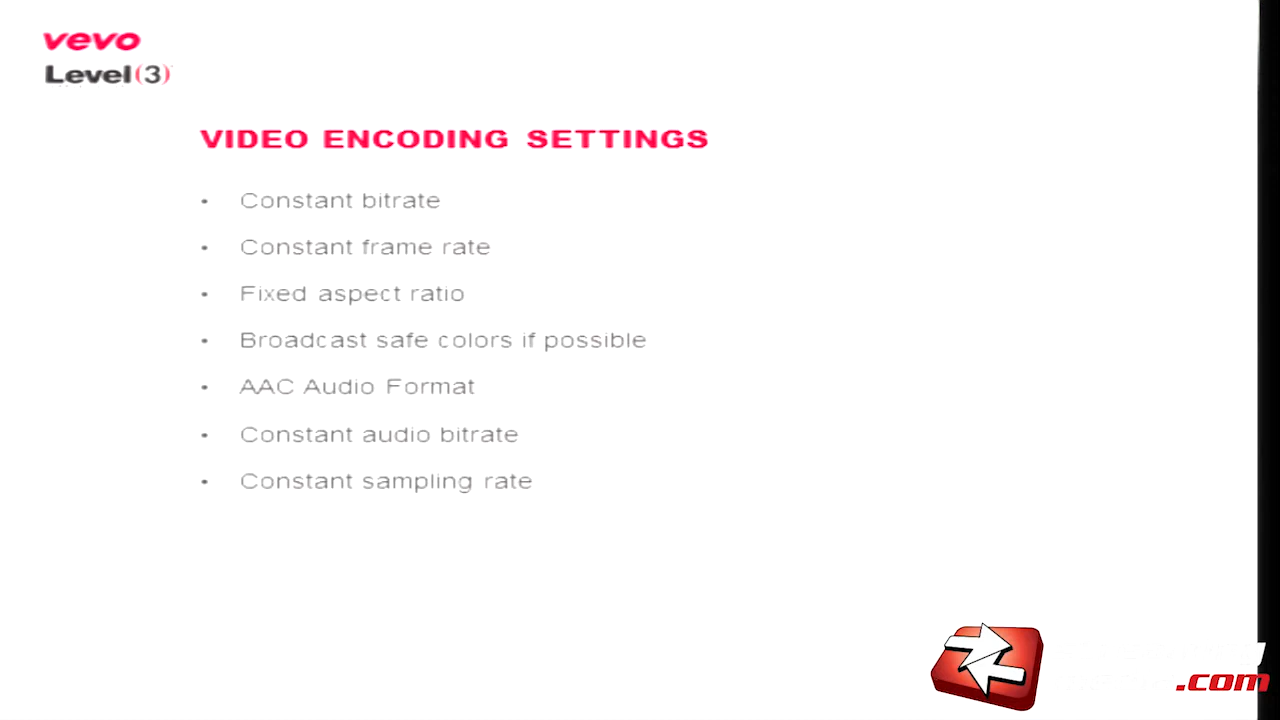 vevo
Level(3)
VIDEO ENCODING SETTINGS
• Constant bitrate
• Constant frame rate
• Fixed aspect ratio
• Broadcast safe colors if possible
• AAC Audio Format
• Constant audio bitrate
• Constant sampling rate
.com